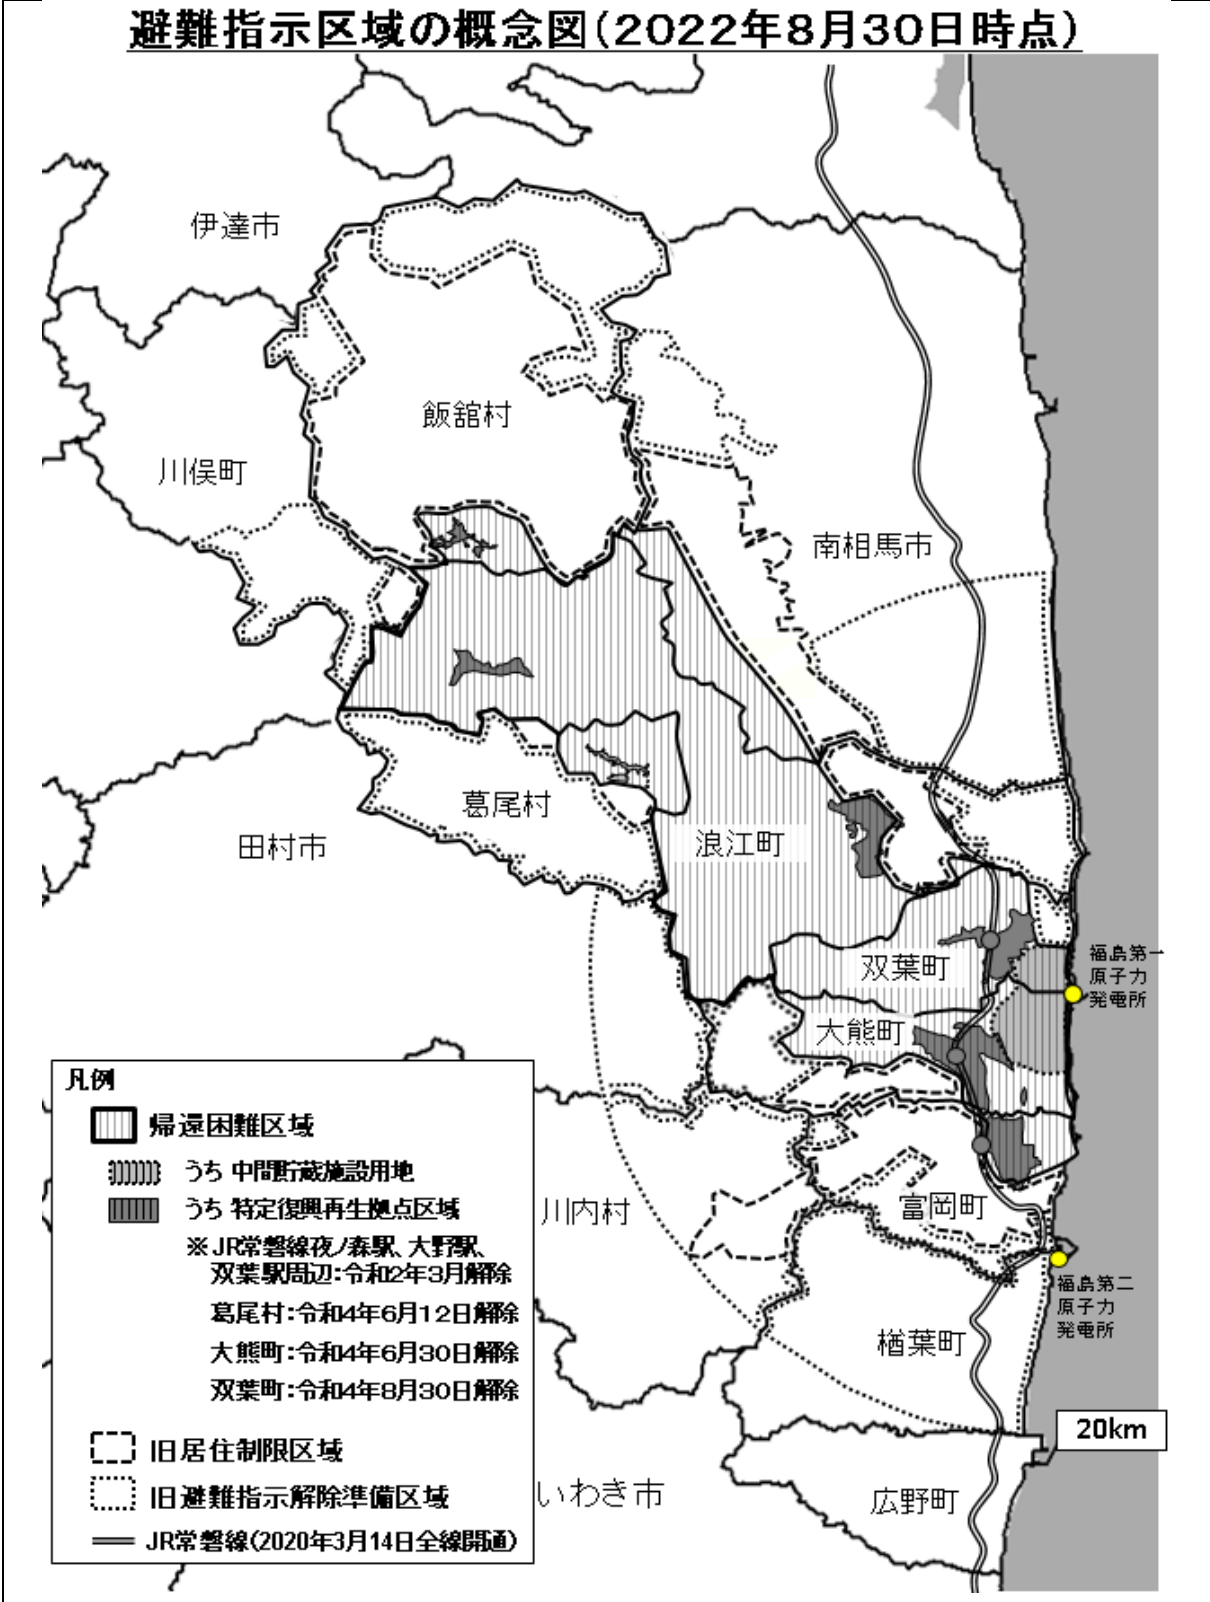 避難指示区域の概念図(2022年8月30日時点)
伊達市
飯舘村
川俣町
南相馬市
葛尾村
田村市
浪江町
双葉町
福島第一
原子力
発電所
大熊町
川内村
富岡町
福島第二
原子力
発電所
楢葉町
20km
いわき市
広野町
凡例
帰還困難区域
うち 中間貯蔵施設用地
うち 特定復興再生拠点区域
※JR常磐線夜ノ森駅、大野駅、
双葉駅周辺:令和2年3月解除
葛尾村:令和4年6月12日解除
大熊町:令和4年6月30日解除
双葉町:令和4年8月30日解除
旧居住制限区域
旧避難指示解除準備区域
JR常磐線(2020年3月14日全線開通)